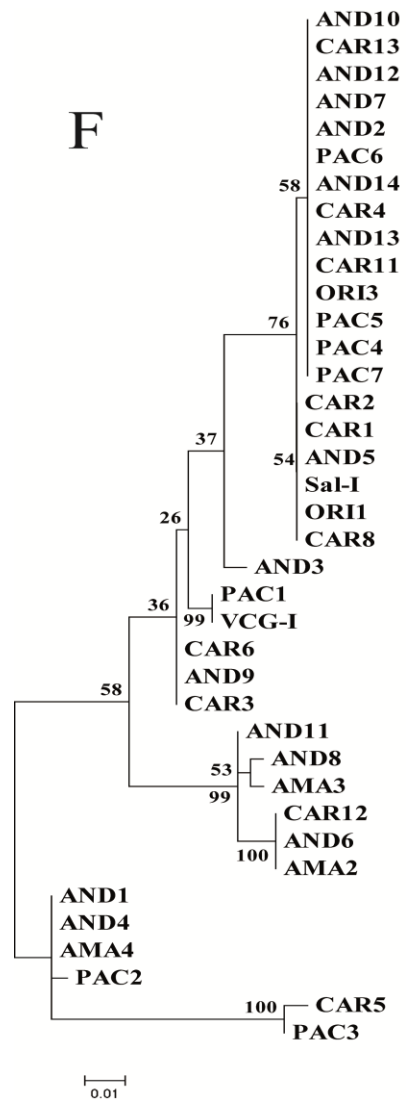 AND10
CAR13
AND12
AND7
F
AND2
PAC6
58
AND14
CAR4
AND13
CAR11
ORI3
PAC5
76
PAC4
PAC7
CAR2
CAR1
37
54
AND5
Sal-I
ORI1
26
CAR8
AND3
PAC1
36
99
VCG-I
CAR6
AND9
58
CAR3
AND11
AND8
53
AMA3
99
CAR12
AND6
100
AMA2
AND1
AND4
AMA4
PAC2
100
CAR5
PAC3
0.01